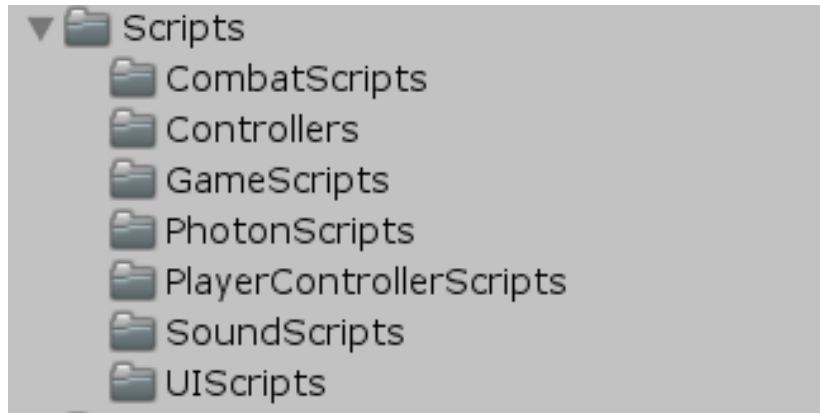 Scripts
CombatScripts
Controllers
GameScripts
PhotonScripts
PlayerControllerScripts
SoundScripts
UIScripts